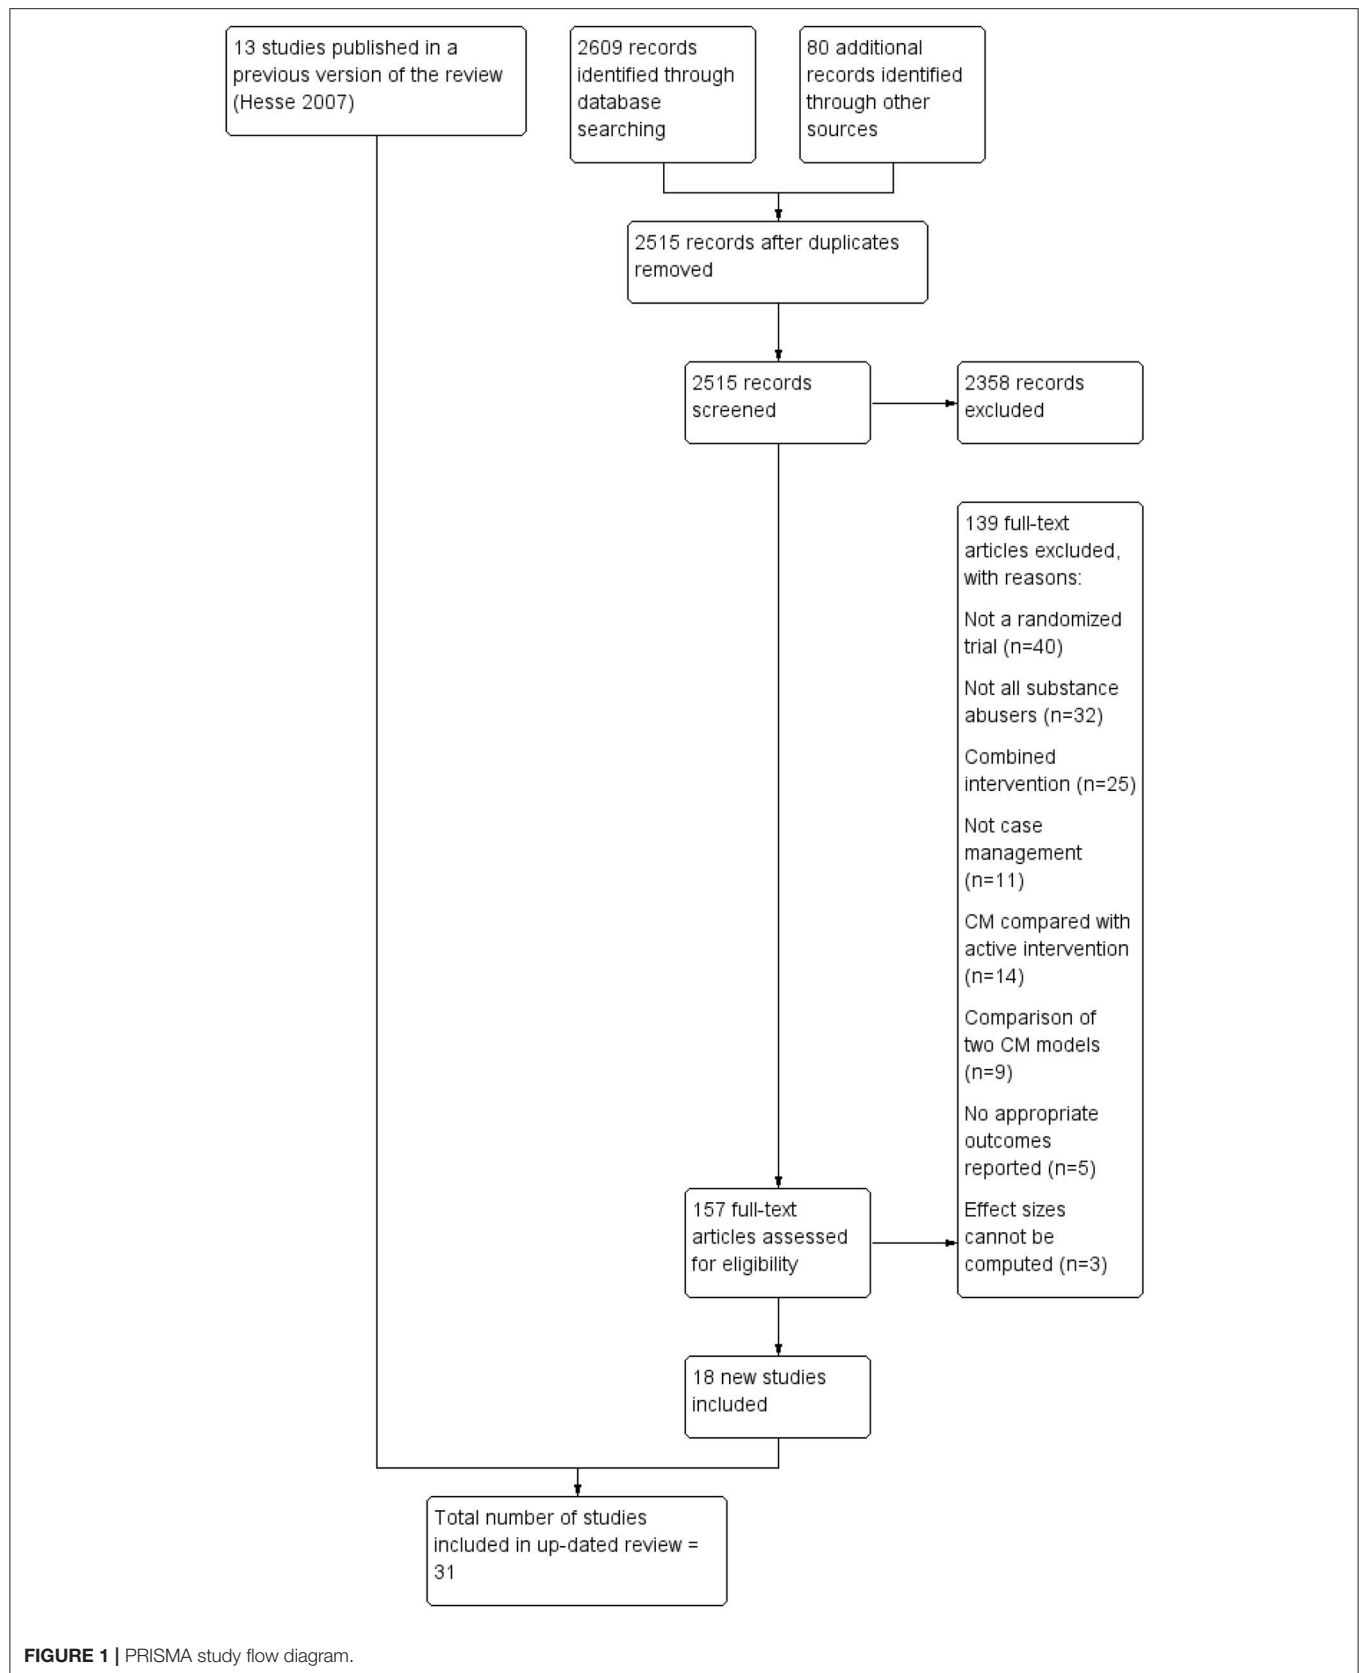 13 studies published in a
previous version of the review
(Hesse 2007)
2609 records
identified through
database
searching
80 additional
records identified
through other
sources
2515 records after duplicates
removed
2515 records
screened
2358 records
excluded
139 full-text
articles excluded,
with reasons:
Not a randomized
trial (n=40)
Not all substance
abusers (n=32)
Combined
intervention (n=25)
Not case
management
(n=11)
CM compared with
active intervention
(n=14)
Comparison of
two CM models
(n=9)
No appropriate
outcomes
reported (n=5)
Effect sizes
cannot be
computed (n=3)
157 full-text
articles assessed
for eligibility
18 new studies
included
Total number of studies
included in up-dated review =
31
FIGURE 1 | PRISMA study flow diagram.